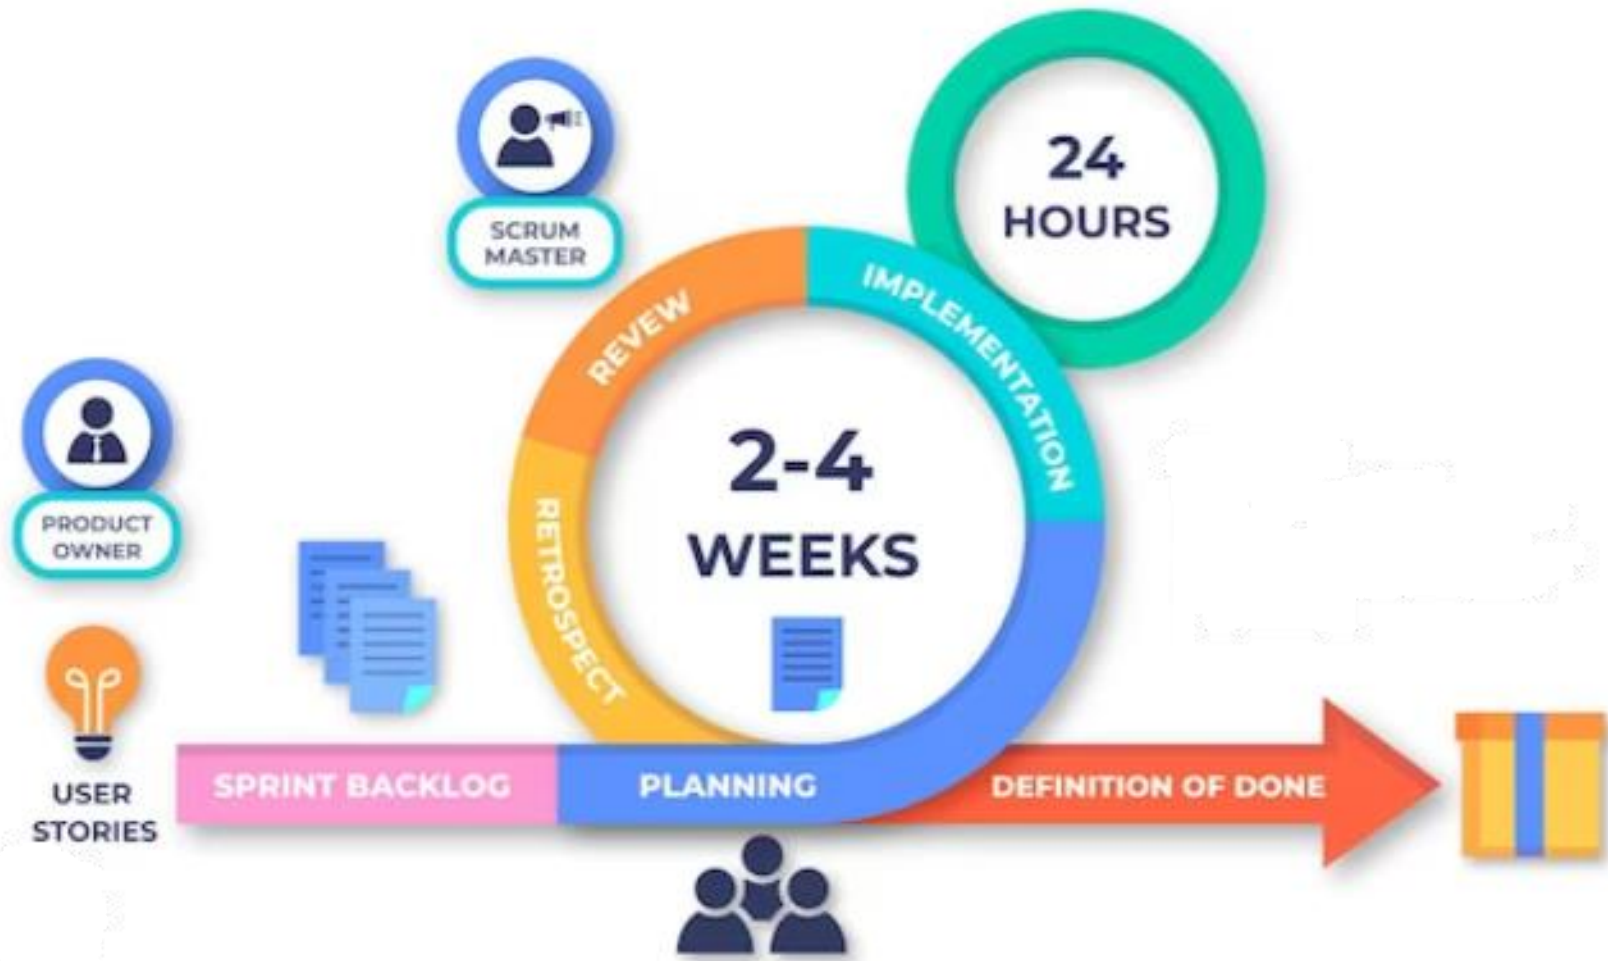 SCRUM
MASTER
24
HOURS
REVEW
IMPLEMENTATION
PRODUCT
OWNER
2-4
WEEKS
RETROSPECT
USER
STORIES
SPRINT BACKLOG
PLANNING
DEFINITION OF DONE